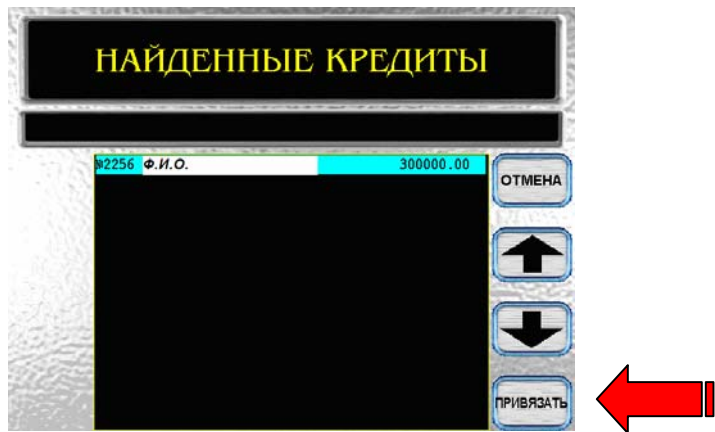 НАЙДЕННЫЕ КРЕДИТЫ
№2256 Ф.И.О. 300000.00
ОТМЕНА
ПРИВЯЗАТЬ